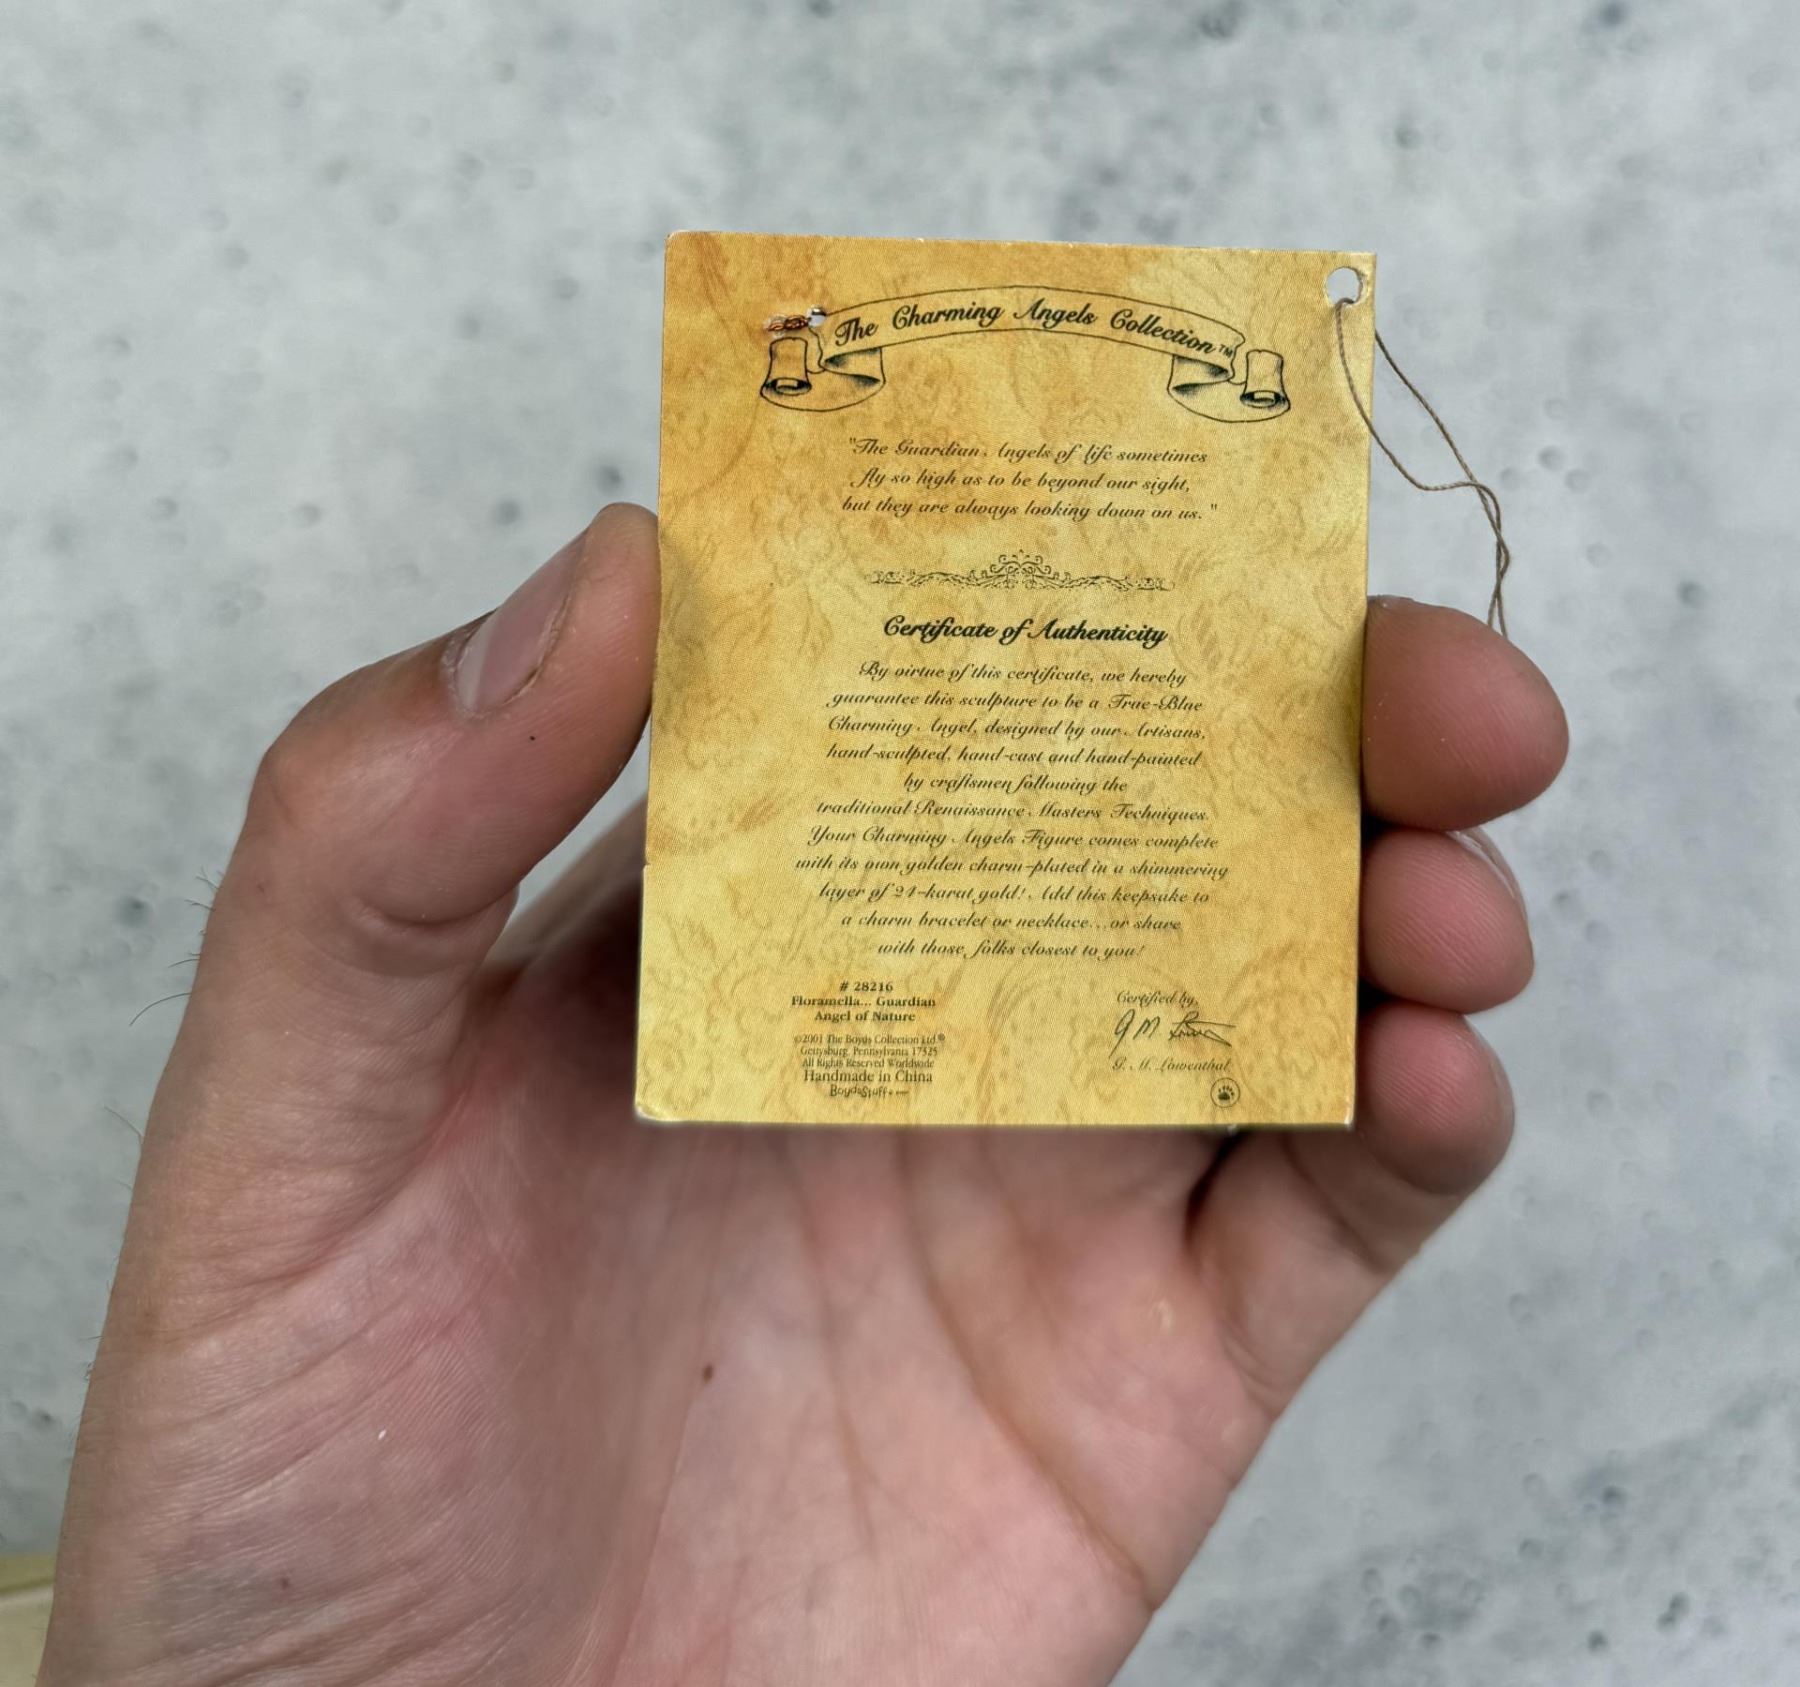 The Charming Angels Collection™
"The Guardian Angels of life sometimes
fly so high as to be beyond our sight,
but they are always looking down on us. "
Certificate of Authenticity
By virtue of this certificate, we hereby
guarantee this sculpture to be a True-Blue
Charming Angel, designed by our Artisans,
hand-sculpted, hand-cast and hand-painted
by craftsmen following the
traditional Renaissance Masters Techniques.
Your Charming Angels Figure comes complete
with its own golden charm-plated in a shimmering
layer of 24-karat gold! Add this keepsake to
a charm bracelet or necklace...or share
with those folks closest to you!
# 28216
Floramella... Guardian
Angel of Nature
©2001 The Boyds Collection Ltd.®
Gettysburg, Pennsylvania 17325
All Rights Reserved Worldwide
Handmade in China
BoydsStuff
Certified by,
G. M. Lowenthal